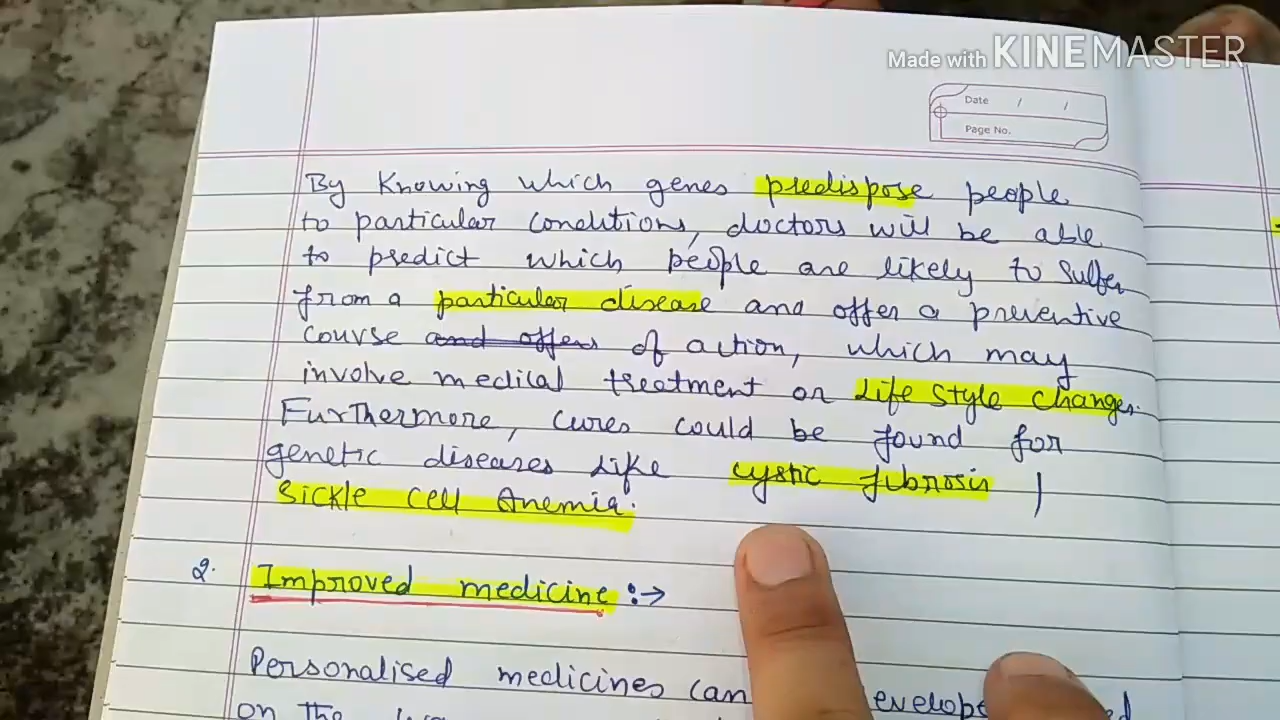 Made with KINEMASTER
Date / /
Page No.
By Knowing which genes predispose people
to particular conditions, doctors will be able
to predict which people are likely to suffer
from a particular disease and offer a preventive
course and offers of action, which may
involve medical treatment or Life Style changes.
Furthermore, cures could be found for
genetic diseases like cystic fibrosis /
Sickle Cell Anemia.
2. Improved medicine :→
Personalised medicines can
on the